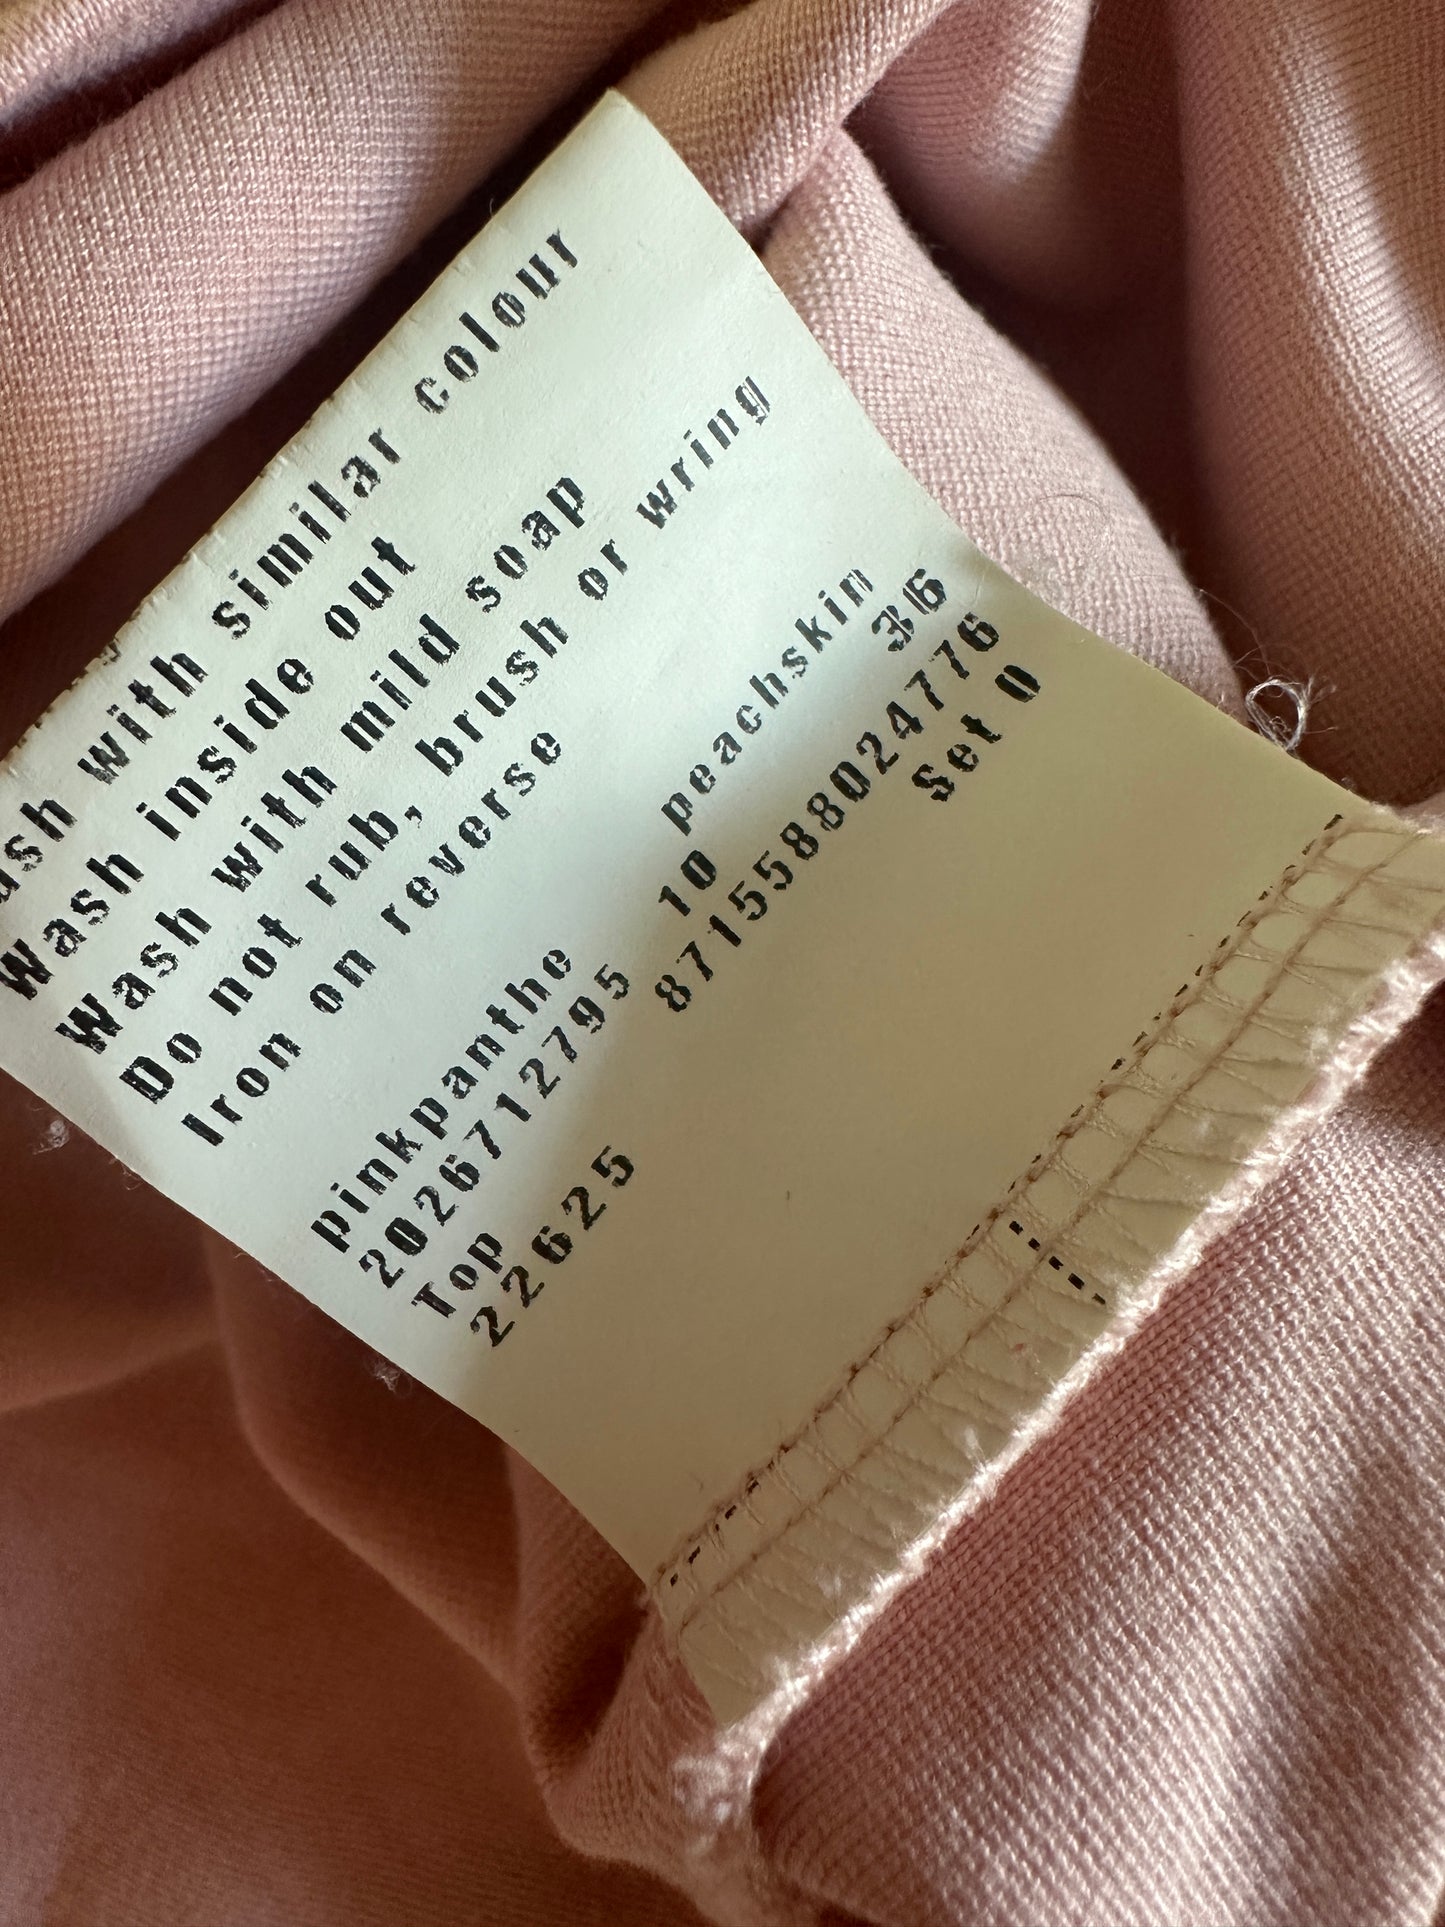 with similar colour
Wash inside out
Wash with mild soap
Do not rub, brush or wring
Iron on reverse
pinkpanthe peachskin
2026712795 10 36
Top 8715588024776
22625 Set 0